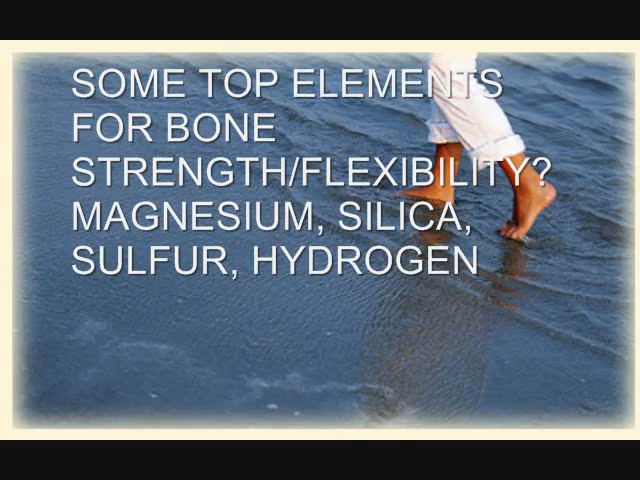 SOME TOP ELEMENTS
FOR BONE
STRENGTH/FLEXIBILITY?
MAGNESIUM, SILICA,
SULFUR, HYDROGEN